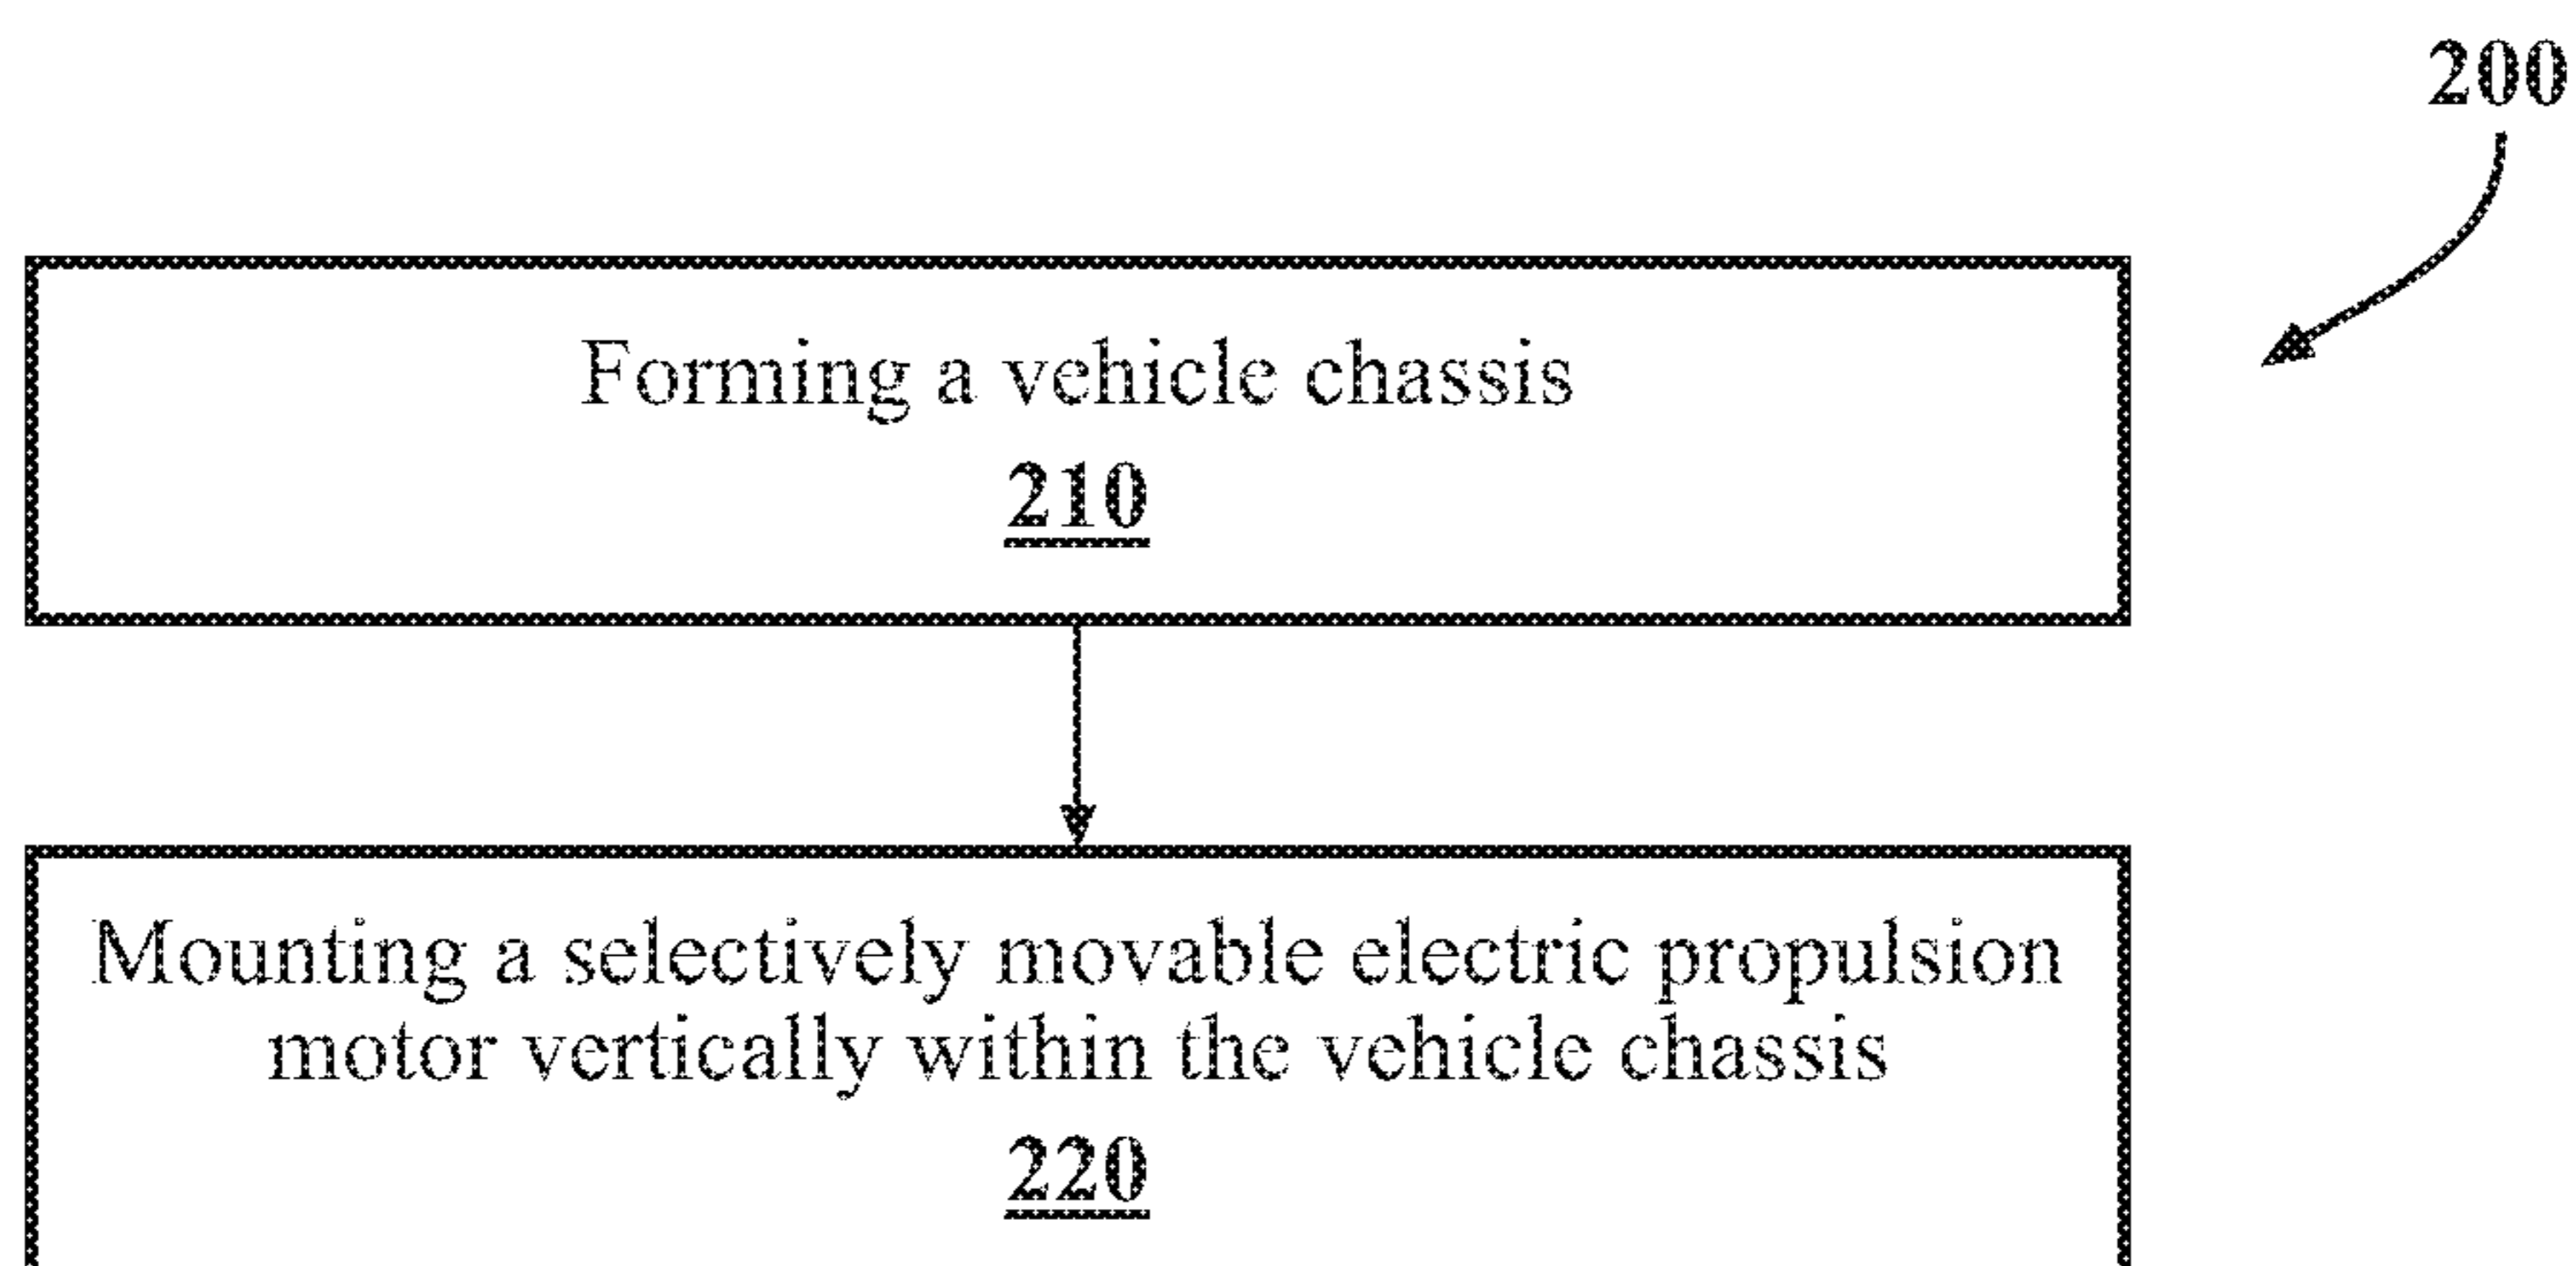 200
Forming a vehicle chassis
210
Mounting a selectively movable electric propulsion
motor vertically within the vehicle chassis
220